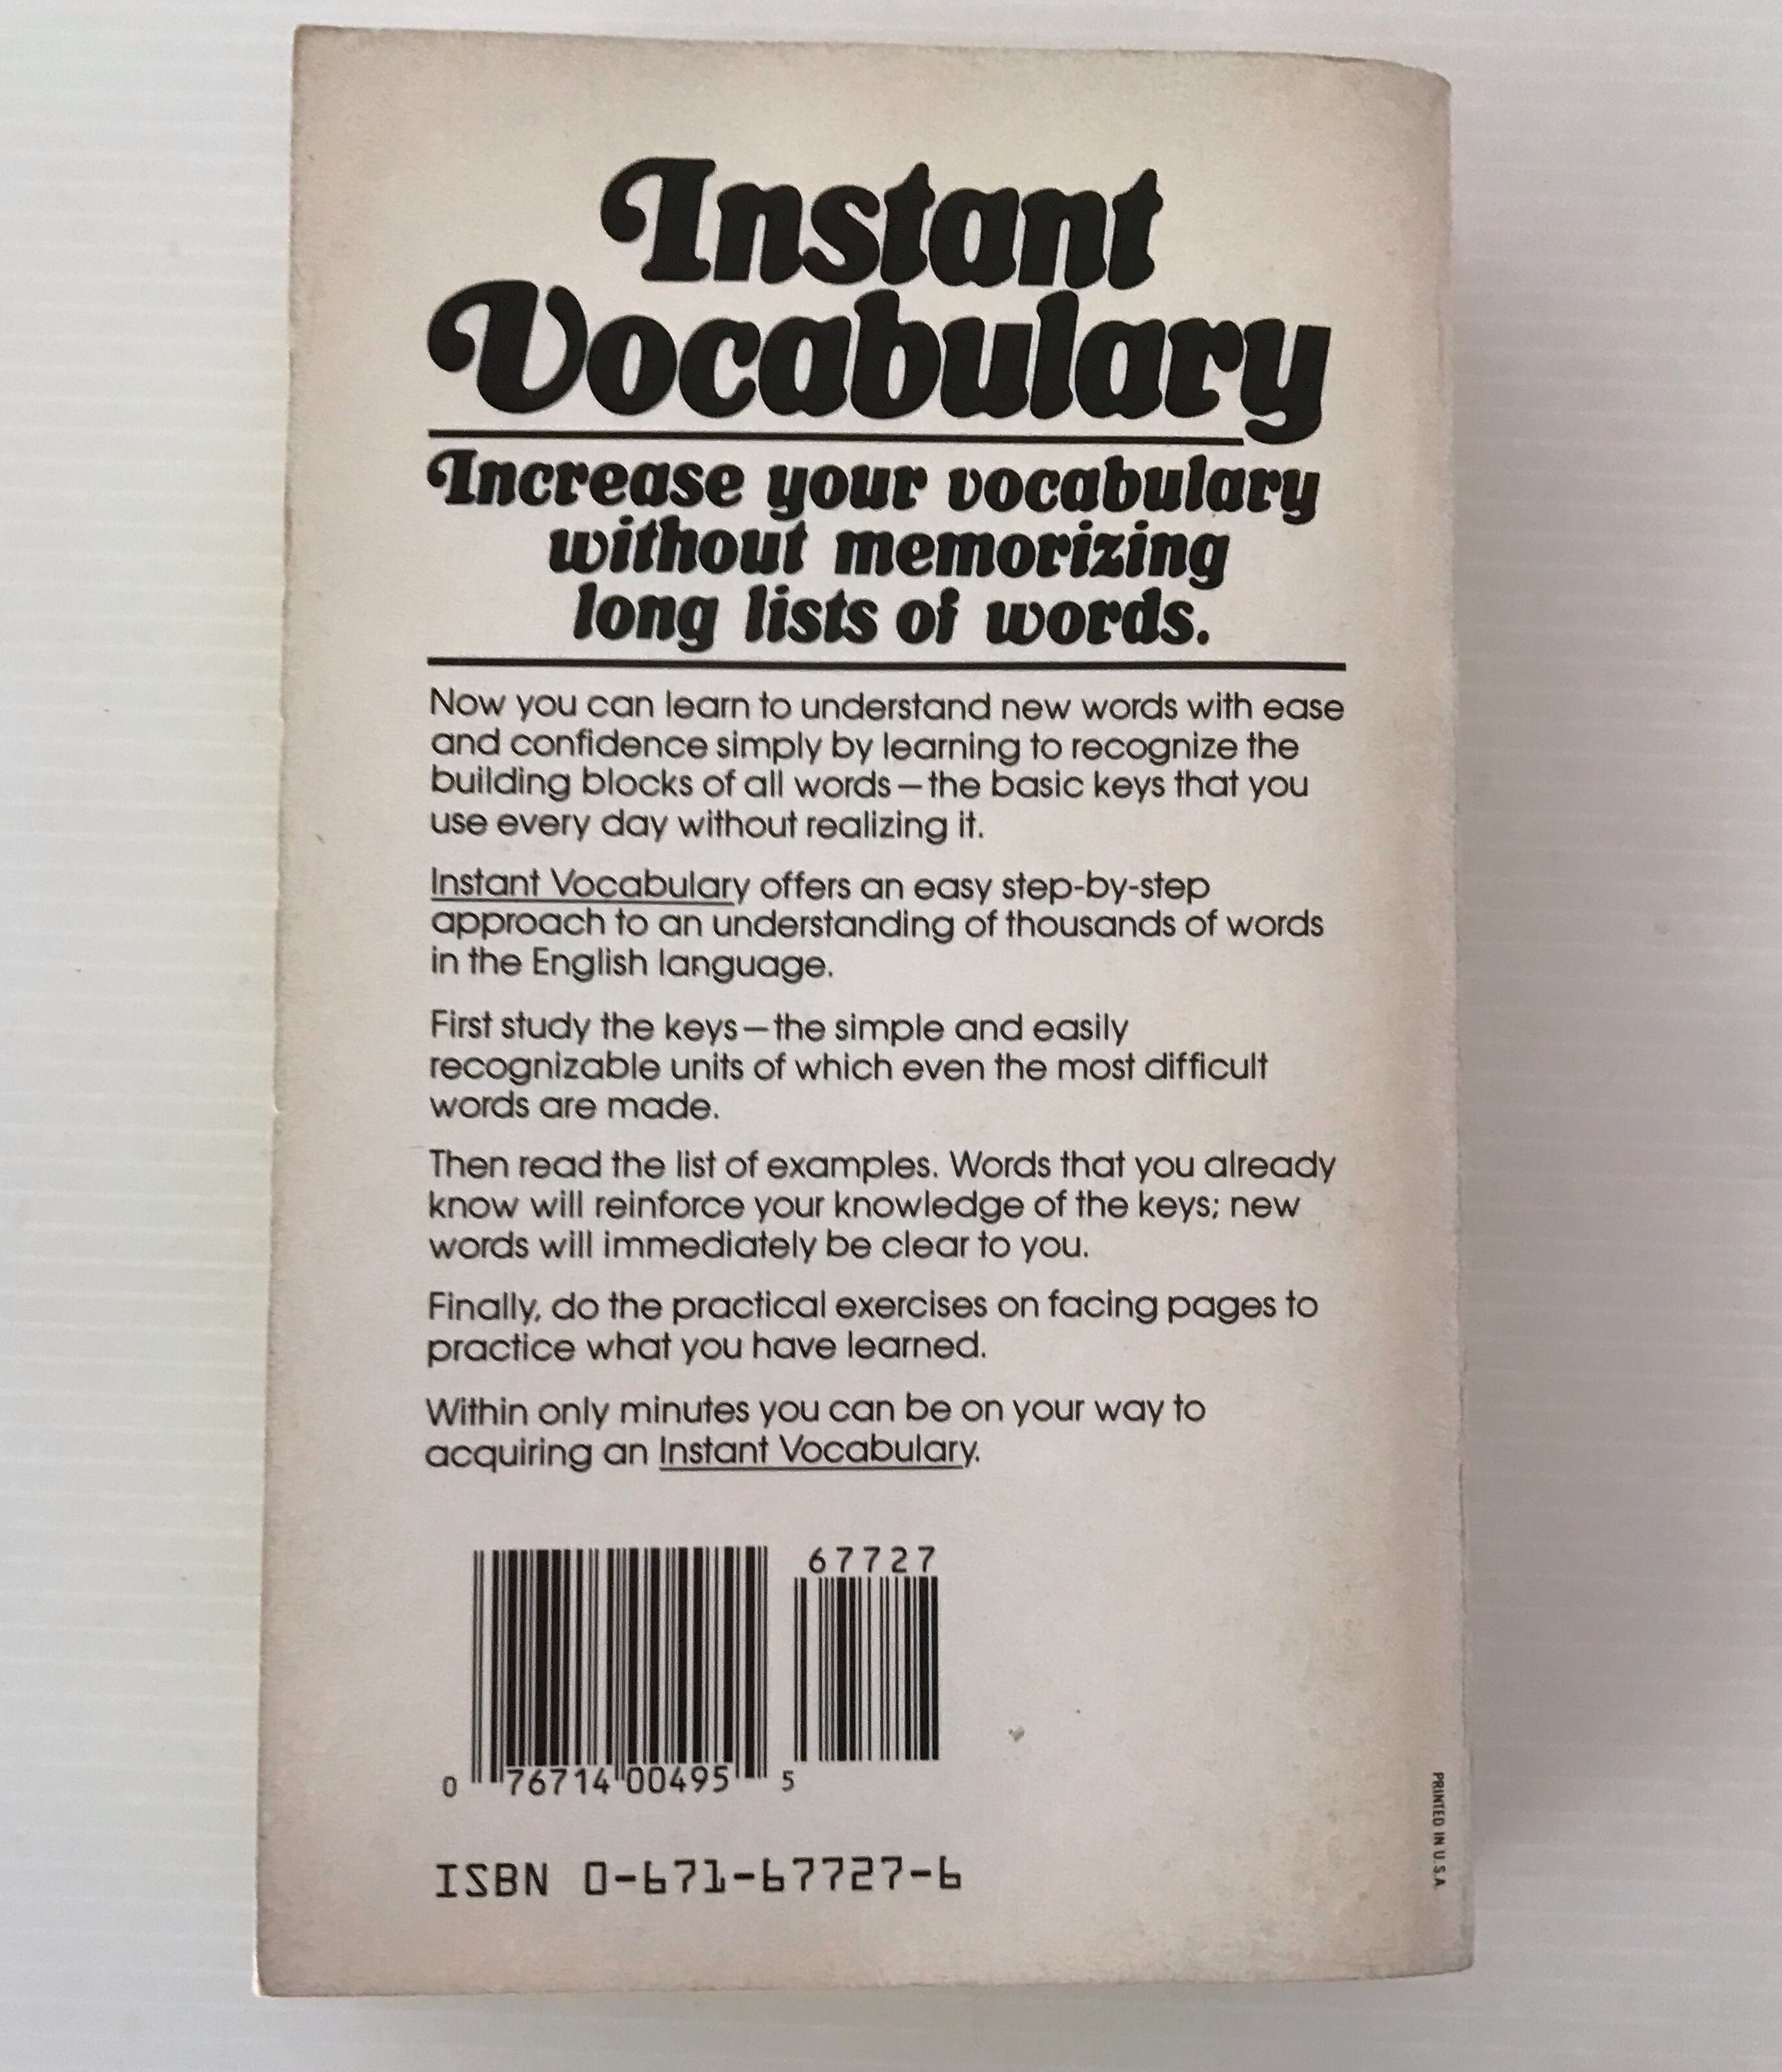 Instant
Vocabulary
Increase your vocabulary
without memorizing
long lists of words.
Now you can learn to understand new words with ease
and confidence simply by learning to recognize the
building blocks of all words—the basic keys that you
use every day without realizing it.
Instant Vocabulary offers an easy step-by-step
approach to an understanding of thousands of words
in the English language.
First study the keys—the simple and easily
recognizable units of which even the most difficult
words are made.
Then read the list of examples. Words that you already
know will reinforce your knowledge of the keys; new
words will immediately be clear to you.
Finally, do the practical exercises on facing pages to
practice what you have learned.
Within only minutes you can be on your way to
acquiring an Instant Vocabulary.
67727
0 76714 00495 5
ISBN 0-671-67727-6
PRINTED IN U.S.A.